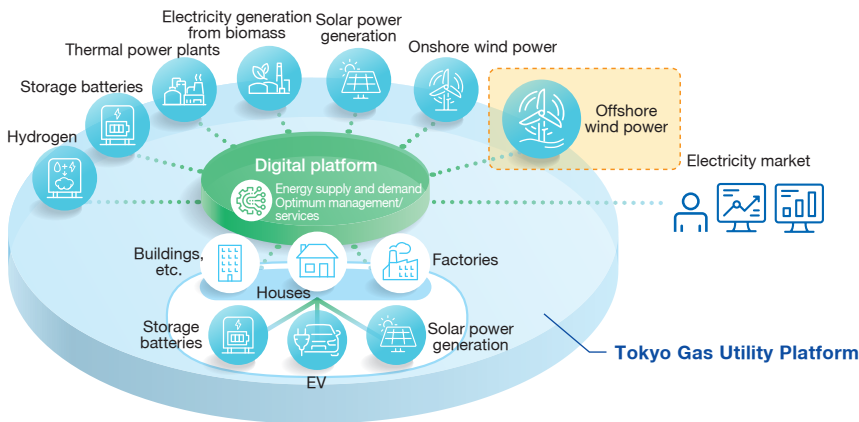 Electricity generation
from biomass
Solar power
generation
Thermal power plants
Onshore wind power
Storage batteries
Offshore
wind power
Hydrogen
Electricity market
Digital platform
Energy supply and demand
Optimum management/
services
Buildings,
etc.
Factories
Houses
Storage
batteries
Solar power
generation
EV
Tokyo Gas Utility Platform